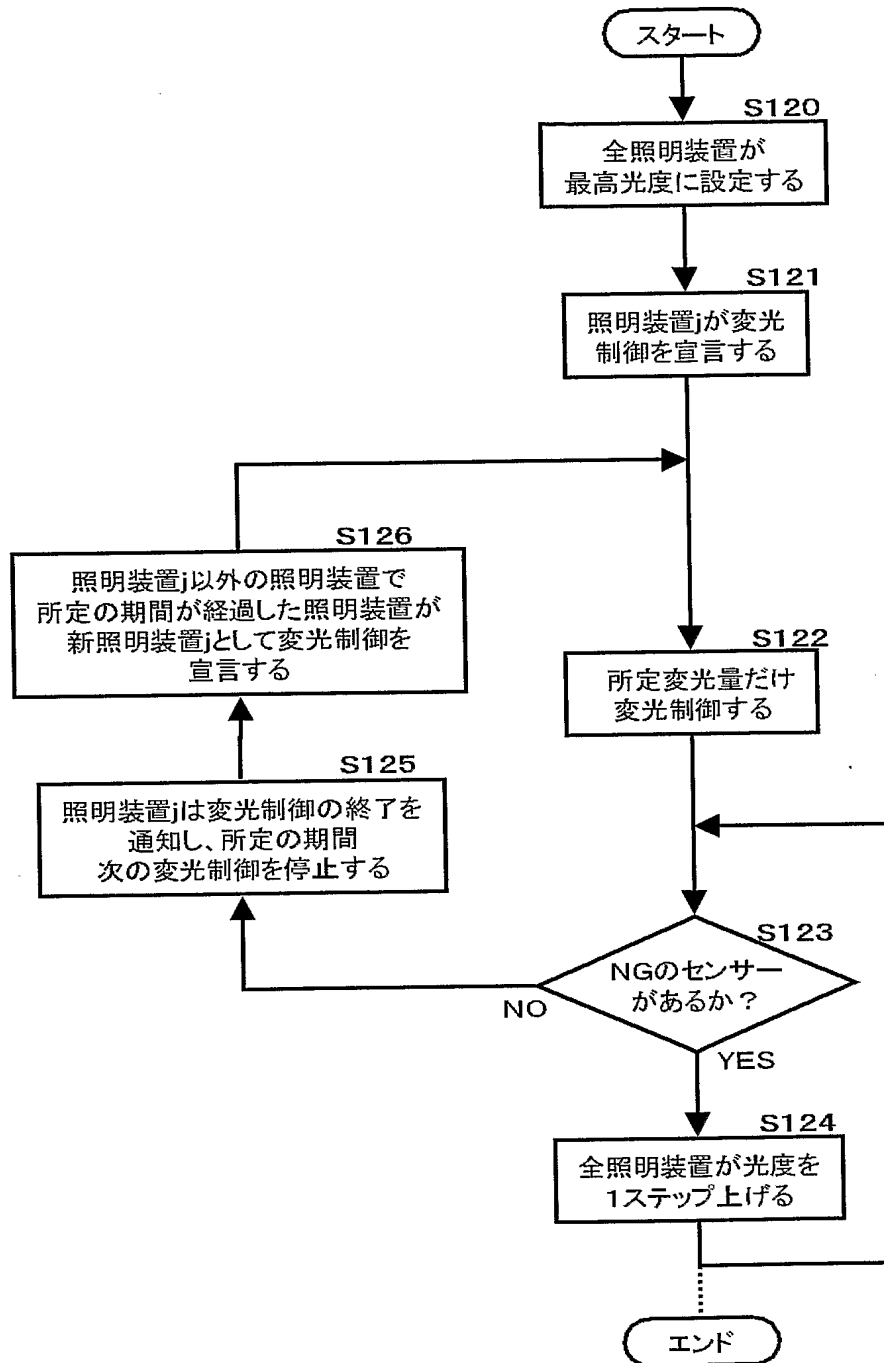 スタート
S120
全照明装置が
最高光度に設定する
S121
照明装置jが変光
制御を宣言する
S126
照明装置j以外の照明装置で
所定の期間が経過した照明装置が
新照明装置jとして変光制御を
宣言する
S122
所定変光量だけ
変光制御する
S125
照明装置jは変光制御の終了を
通知し、所定の期間
次の変光制御を停止する
S123
NGのセンサー
があるか？
NO
YES
S124
全照明装置が光度を
1ステップ上げる
エンド